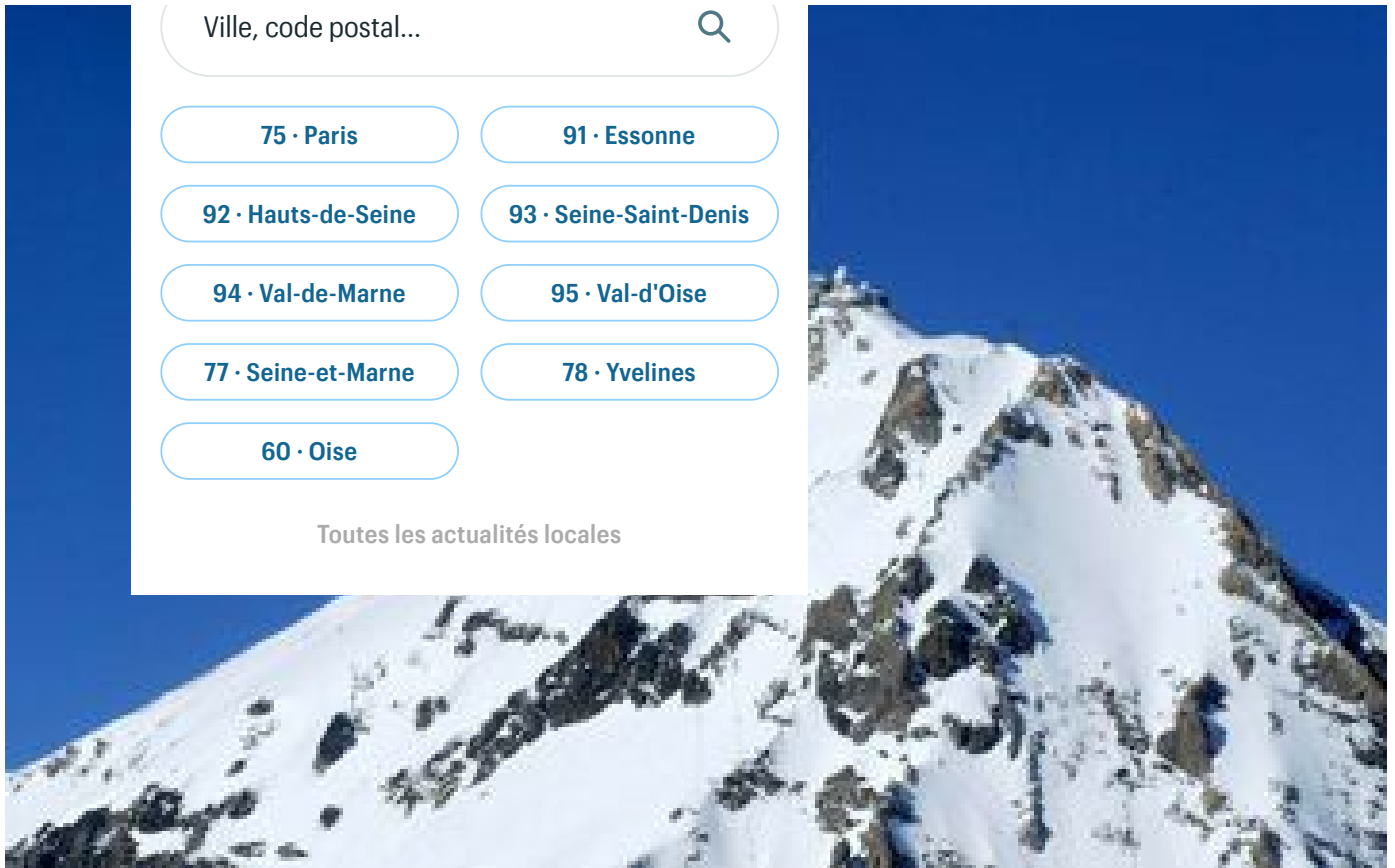 Ville, code postal...
75 · Paris
91 · Essonne
92 · Hauts-de-Seine
93 · Seine-Saint-Denis
94 · Val-de-Marne
95 · Val-d'Oise
77 · Seine-et-Marne
78 · Yvelines
60 · Oise
Toutes les actualités locales